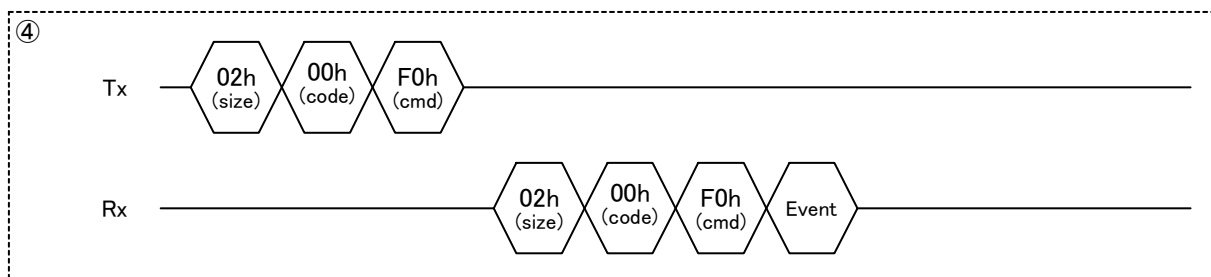 ④
Tx
02h
(size)
00h
(code)
F0h
(cmd)
Rx
02h
(size)
00h
(code)
F0h
(cmd)
Event